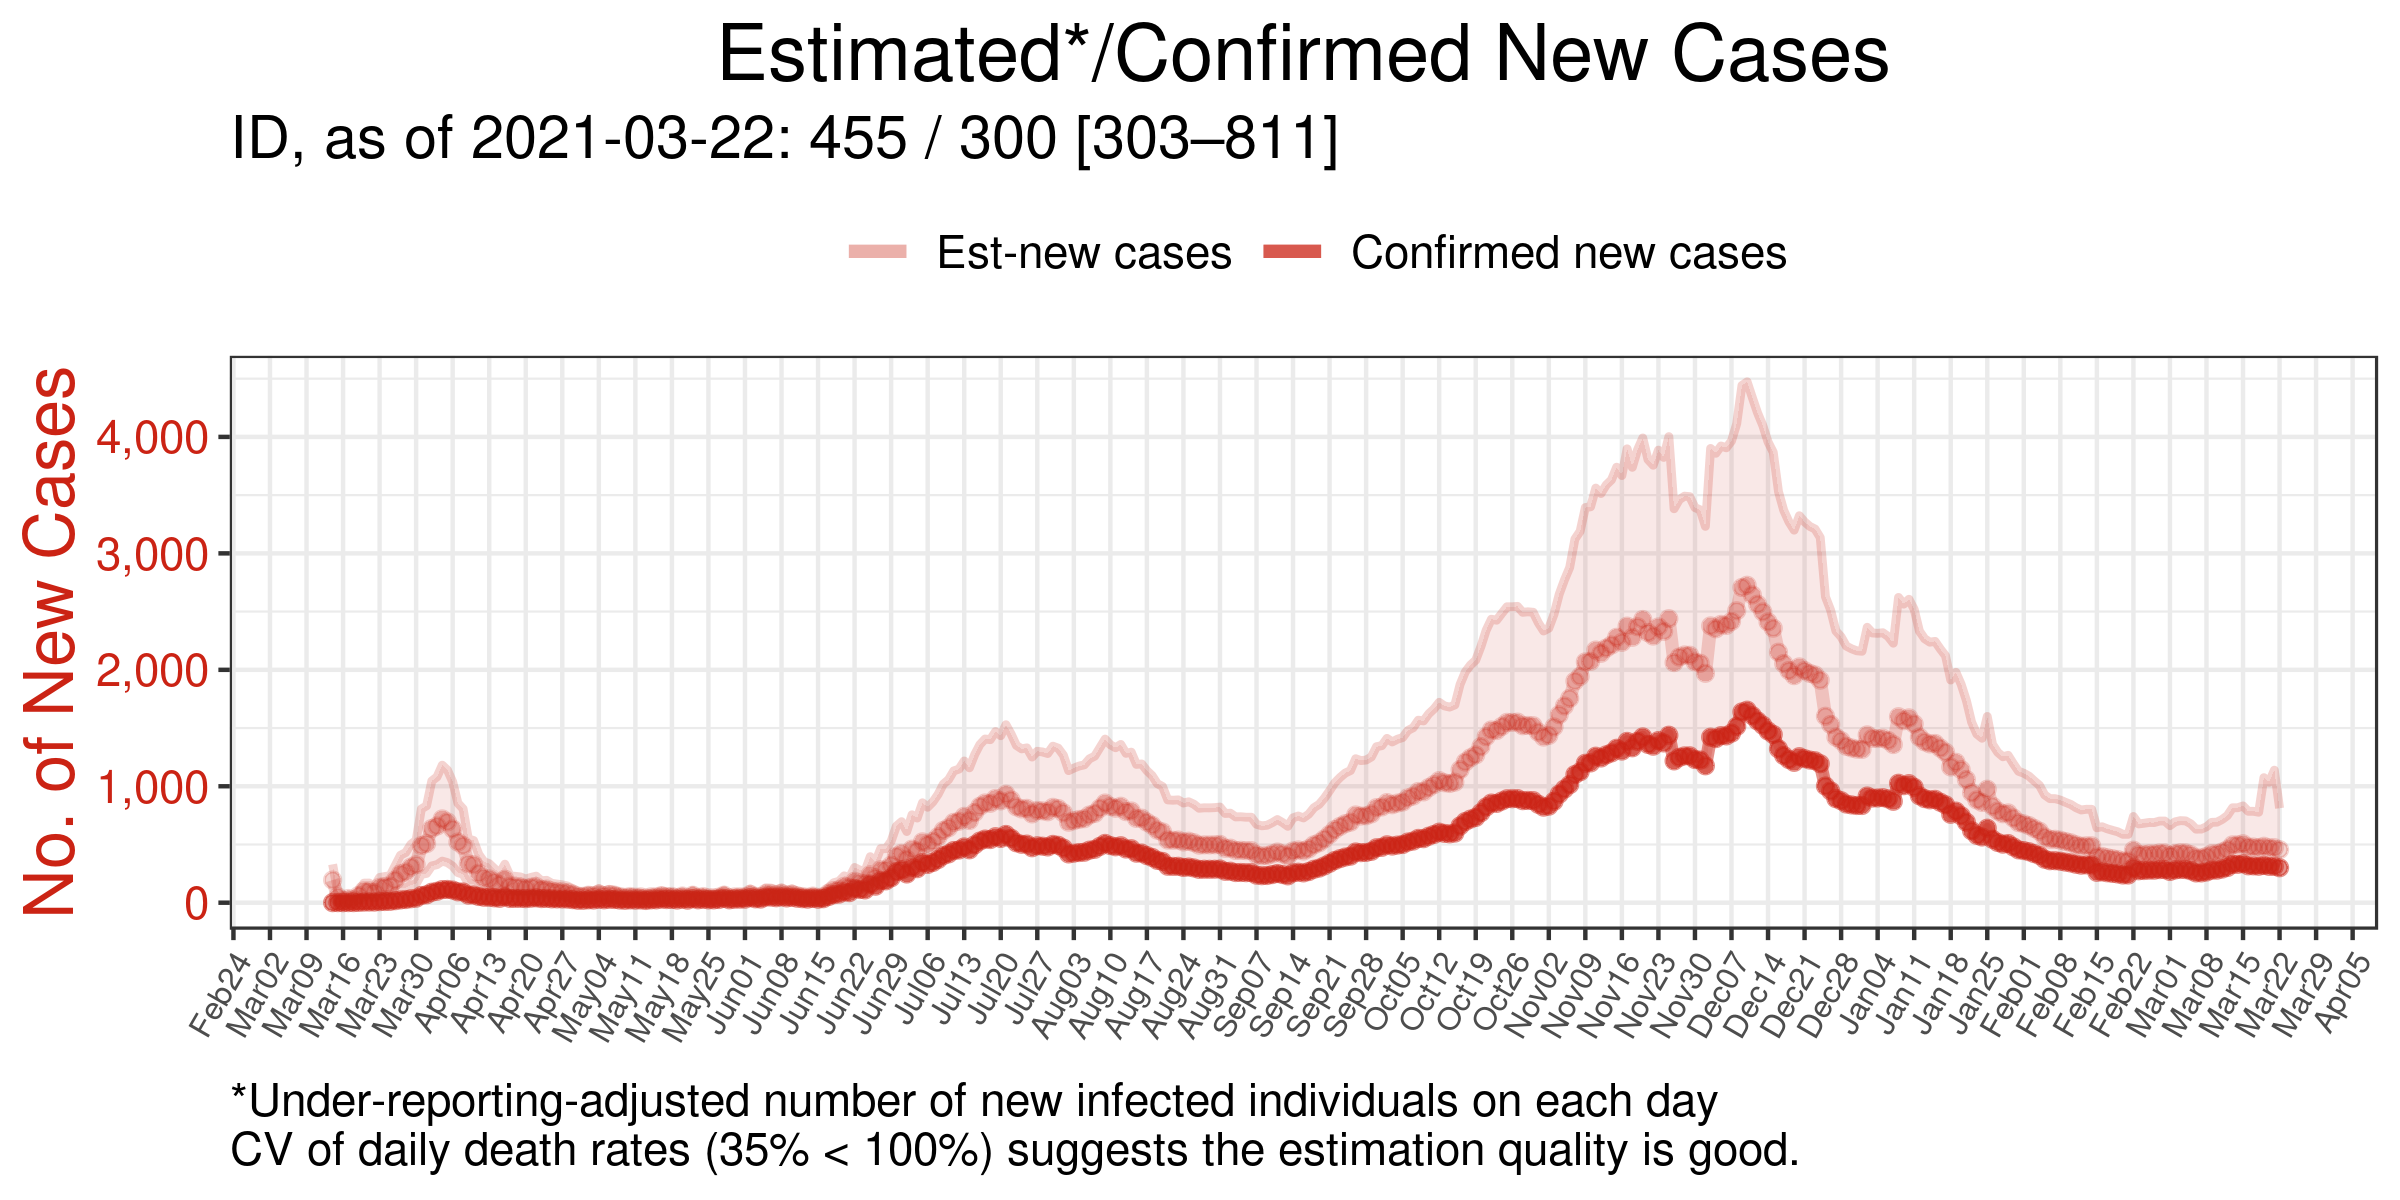 Estimated*/Confirmed New Cases
ID, as of 2021-03-22: 455 / 300 [303–811]
Est-new cases Confirmed new cases
No. of New Cases
4,000
3,000
2,000
1,000
0
Feb24 Mar02 Mar09 Mar16 Mar23 Mar30 Apr06 Apr13 Apr20 Apr27 May04 May11 May18 May25 Jun01 Jun08 Jun15 Jun22 Jun29 Jul06 Jul13 Jul20 Jul27 Aug03 Aug10 Aug17 Aug24 Aug31 Sep07 Sep14 Sep21 Sep28 Oct05 Oct12 Oct19 Oct26 Nov02 Nov09 Nov16 Nov23 Nov30 Dec07 Dec14 Dec21 Dec28 Jan04 Jan11 Jan18 Jan25 Feb01 Feb08 Feb15 Feb22 Mar01 Mar08 Mar15 Mar22 Mar29 Apr05
*Under-reporting-adjusted number of new infected individuals on each day
CV of daily death rates (35% < 100%) suggests the estimation quality is good.